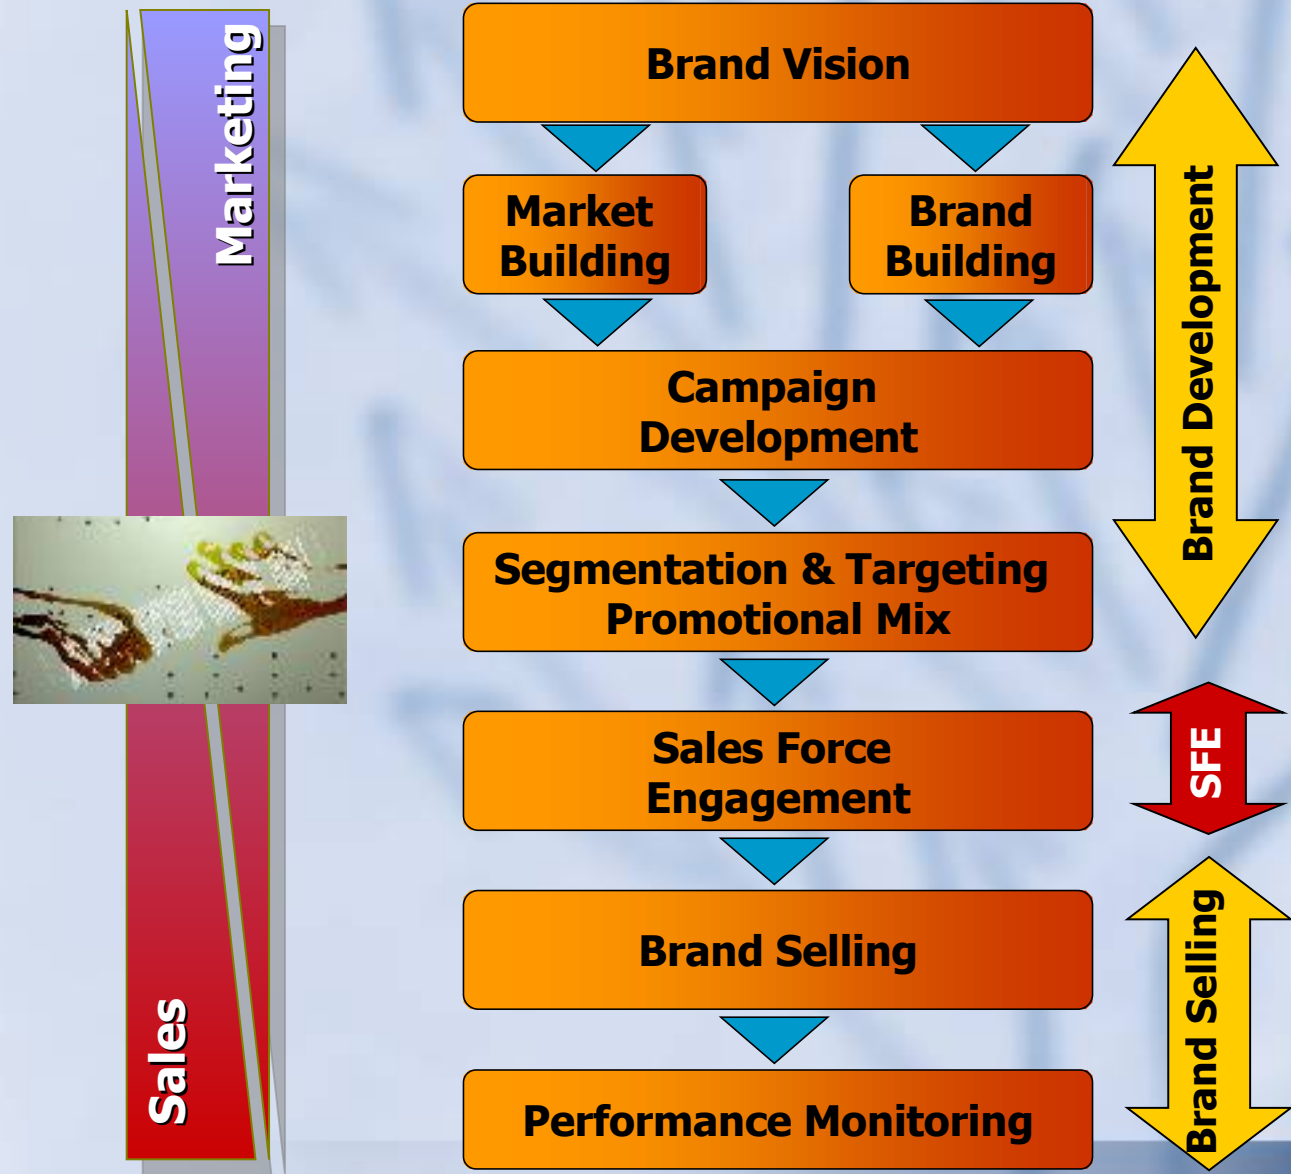 Marketing
Sales
Brand Vision
Market
Building
Brand
Building
Campaign
Development
Segmentation & Targeting
Promotional Mix
Sales Force
Engagement
Brand Selling
Performance Monitoring
Brand Development
SFE
Brand Selling